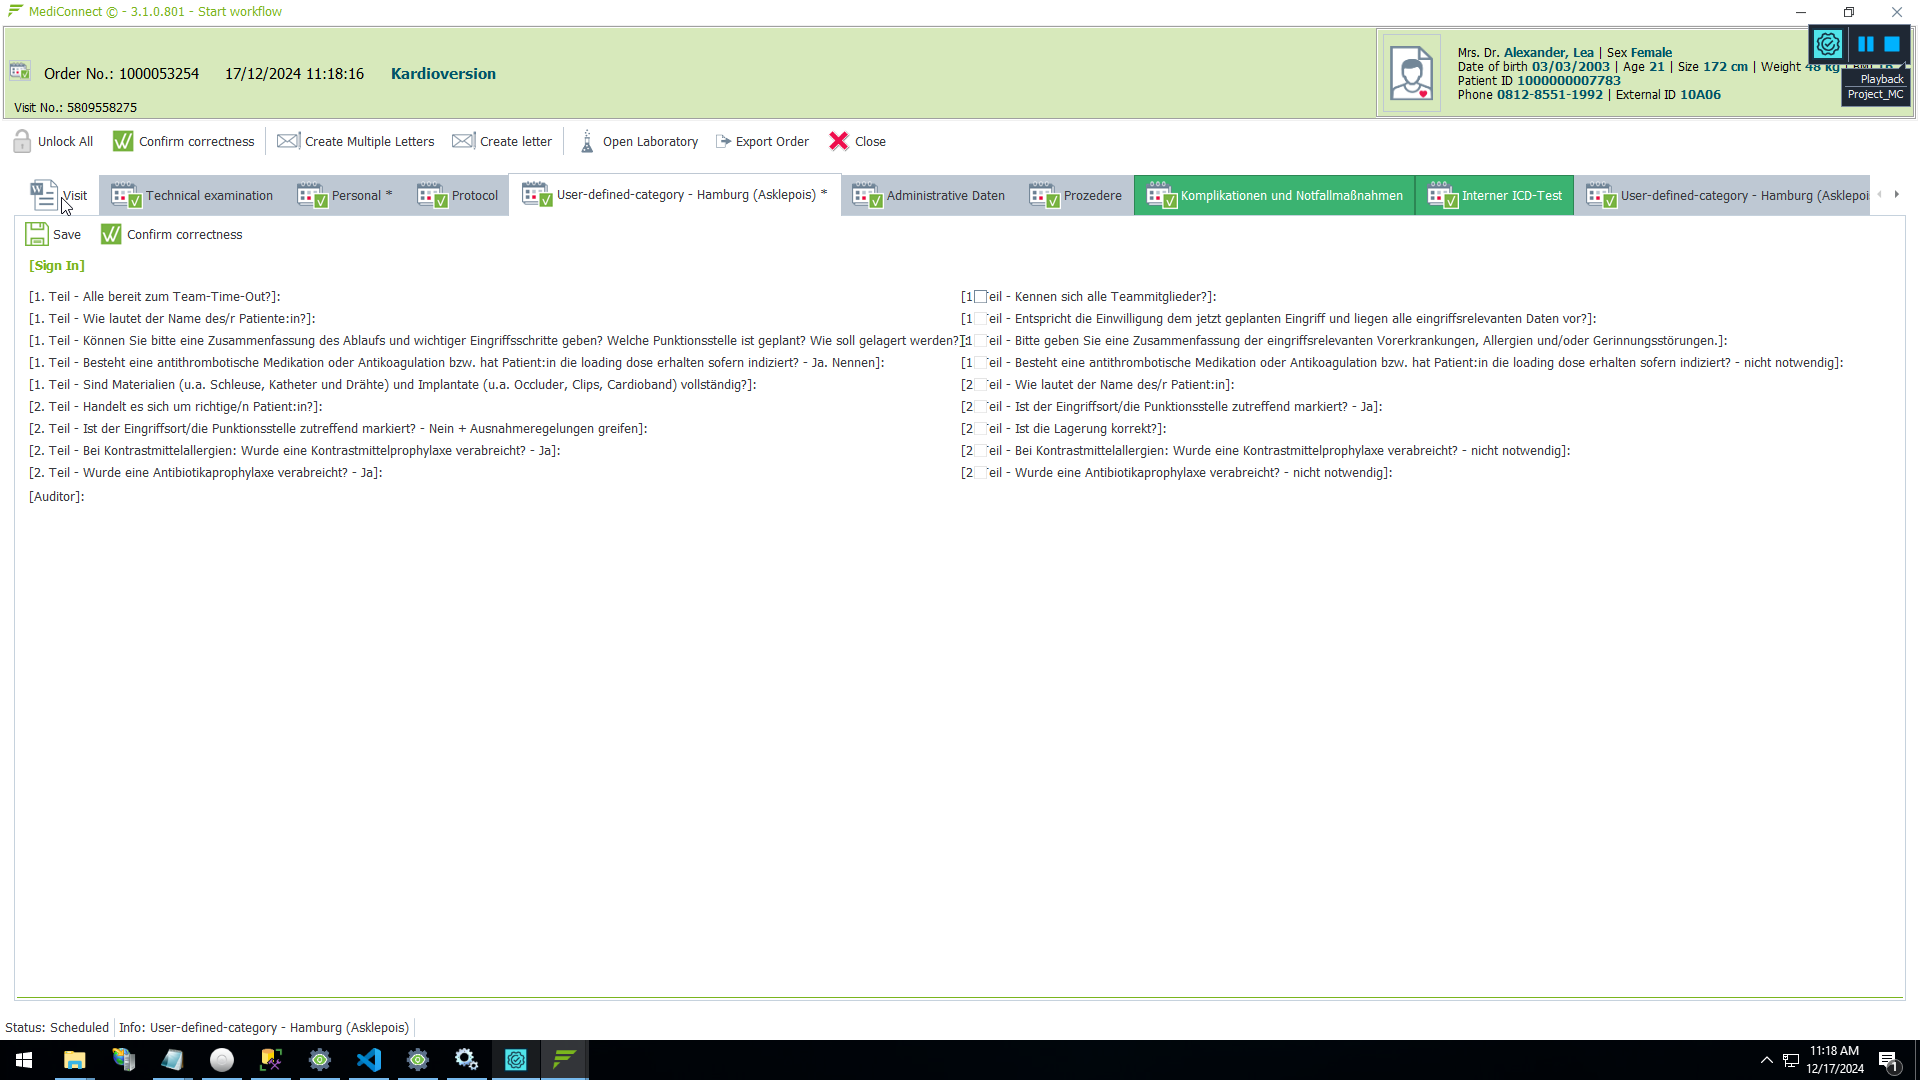 MediConnect © - 3.1.0.801 - Start workflow
Order No.: 1000053254 17/12/2024 11:18:16 Kardioversion
Visit No.: 5809558275
Mrs. Dr. Alexander, Lea | Sex Female
Date of birth 03/03/2003 | Age 21 | Size 172 cm | Weight 48 kg
Patient ID 1000000007783
Phone 0812-8551-1992 | External ID 10A06
Playback
Project_MC
Unlock All Confirm correctness Create Multiple Letters Create letter Open Laboratory Export Order Close
Visit Technical examination Personal * Protocol User-defined-category - Hamburg (Asklepois) * Administrative Daten Prozedere Komplikationen und Notfallmaßnahmen Interner ICD-Test User-defined-category - Hamburg (Asklepoi
Save Confirm correctness
[Sign In]
[1. Teil - Alle bereit zum Team-Time-Out?]: [1 Teil - Kennen sich alle Teammitglieder?]:
[1. Teil - Wie lautet der Name des/r Patiente:in?]: [1 Teil - Entspricht die Einwilligung dem jetzt geplanten Eingriff und liegen alle eingriffsrelevanten Daten vor?]:
[1. Teil - Können Sie bitte eine Zusammenfassung des Ablaufs und wichtiger Eingriffsschritte geben? Welche Punktionsstelle ist geplant? Wie soll gelagert werden?] [1 Teil - Bitte geben Sie eine Zusammenfassung der eingriffsrelevanten Vorerkrankungen, Allergien und/oder Gerinnungsstörungen.]:
[1. Teil - Besteht eine antithrombotische Medikation oder Antikoagulation bzw. hat Patient:in die loading dose erhalten sofern indiziert? - Ja. Nennen]: [1 Teil - Besteht eine antithrombotische Medikation oder Antikoagulation bzw. hat Patient:in die loading dose erhalten sofern indiziert? - nicht notwendig]:
[1. Teil - Sind Materialien (u.a. Schleuse, Katheter und Drähte) und Implantate (u.a. Occluder, Clips, Cardioband) vollständig?]: [2 Teil - Wie lautet der Name des/r Patient:in]:
[2. Teil - Handelt es sich um richtige/n Patient:in?]: [2 Teil - Ist der Eingriffsort/die Punktionsstelle zutreffend markiert? - Ja]:
[2. Teil - Ist der Eingriffsort/die Punktionsstelle zutreffend markiert? - Nein + Ausnahmeregelungen greifen]: [2 Teil - Ist die Lagerung korrekt?]:
[2. Teil - Bei Kontrastmittelallergien: Wurde eine Kontrastmittelprophylaxe verabreicht? - Ja]: [2 Teil - Bei Kontrastmittelallergien: Wurde eine Kontrastmittelprophylaxe verabreicht? - nicht notwendig]:
[2. Teil - Wurde eine Antibiotikaprophylaxe verabreicht? - Ja]: [2 Teil - Wurde eine Antibiotikaprophylaxe verabreicht? - nicht notwendig]:
[Auditor]:
Status: Scheduled Info: User-defined-category - Hamburg (Asklepois)
11:18 AM
12/17/2024
1